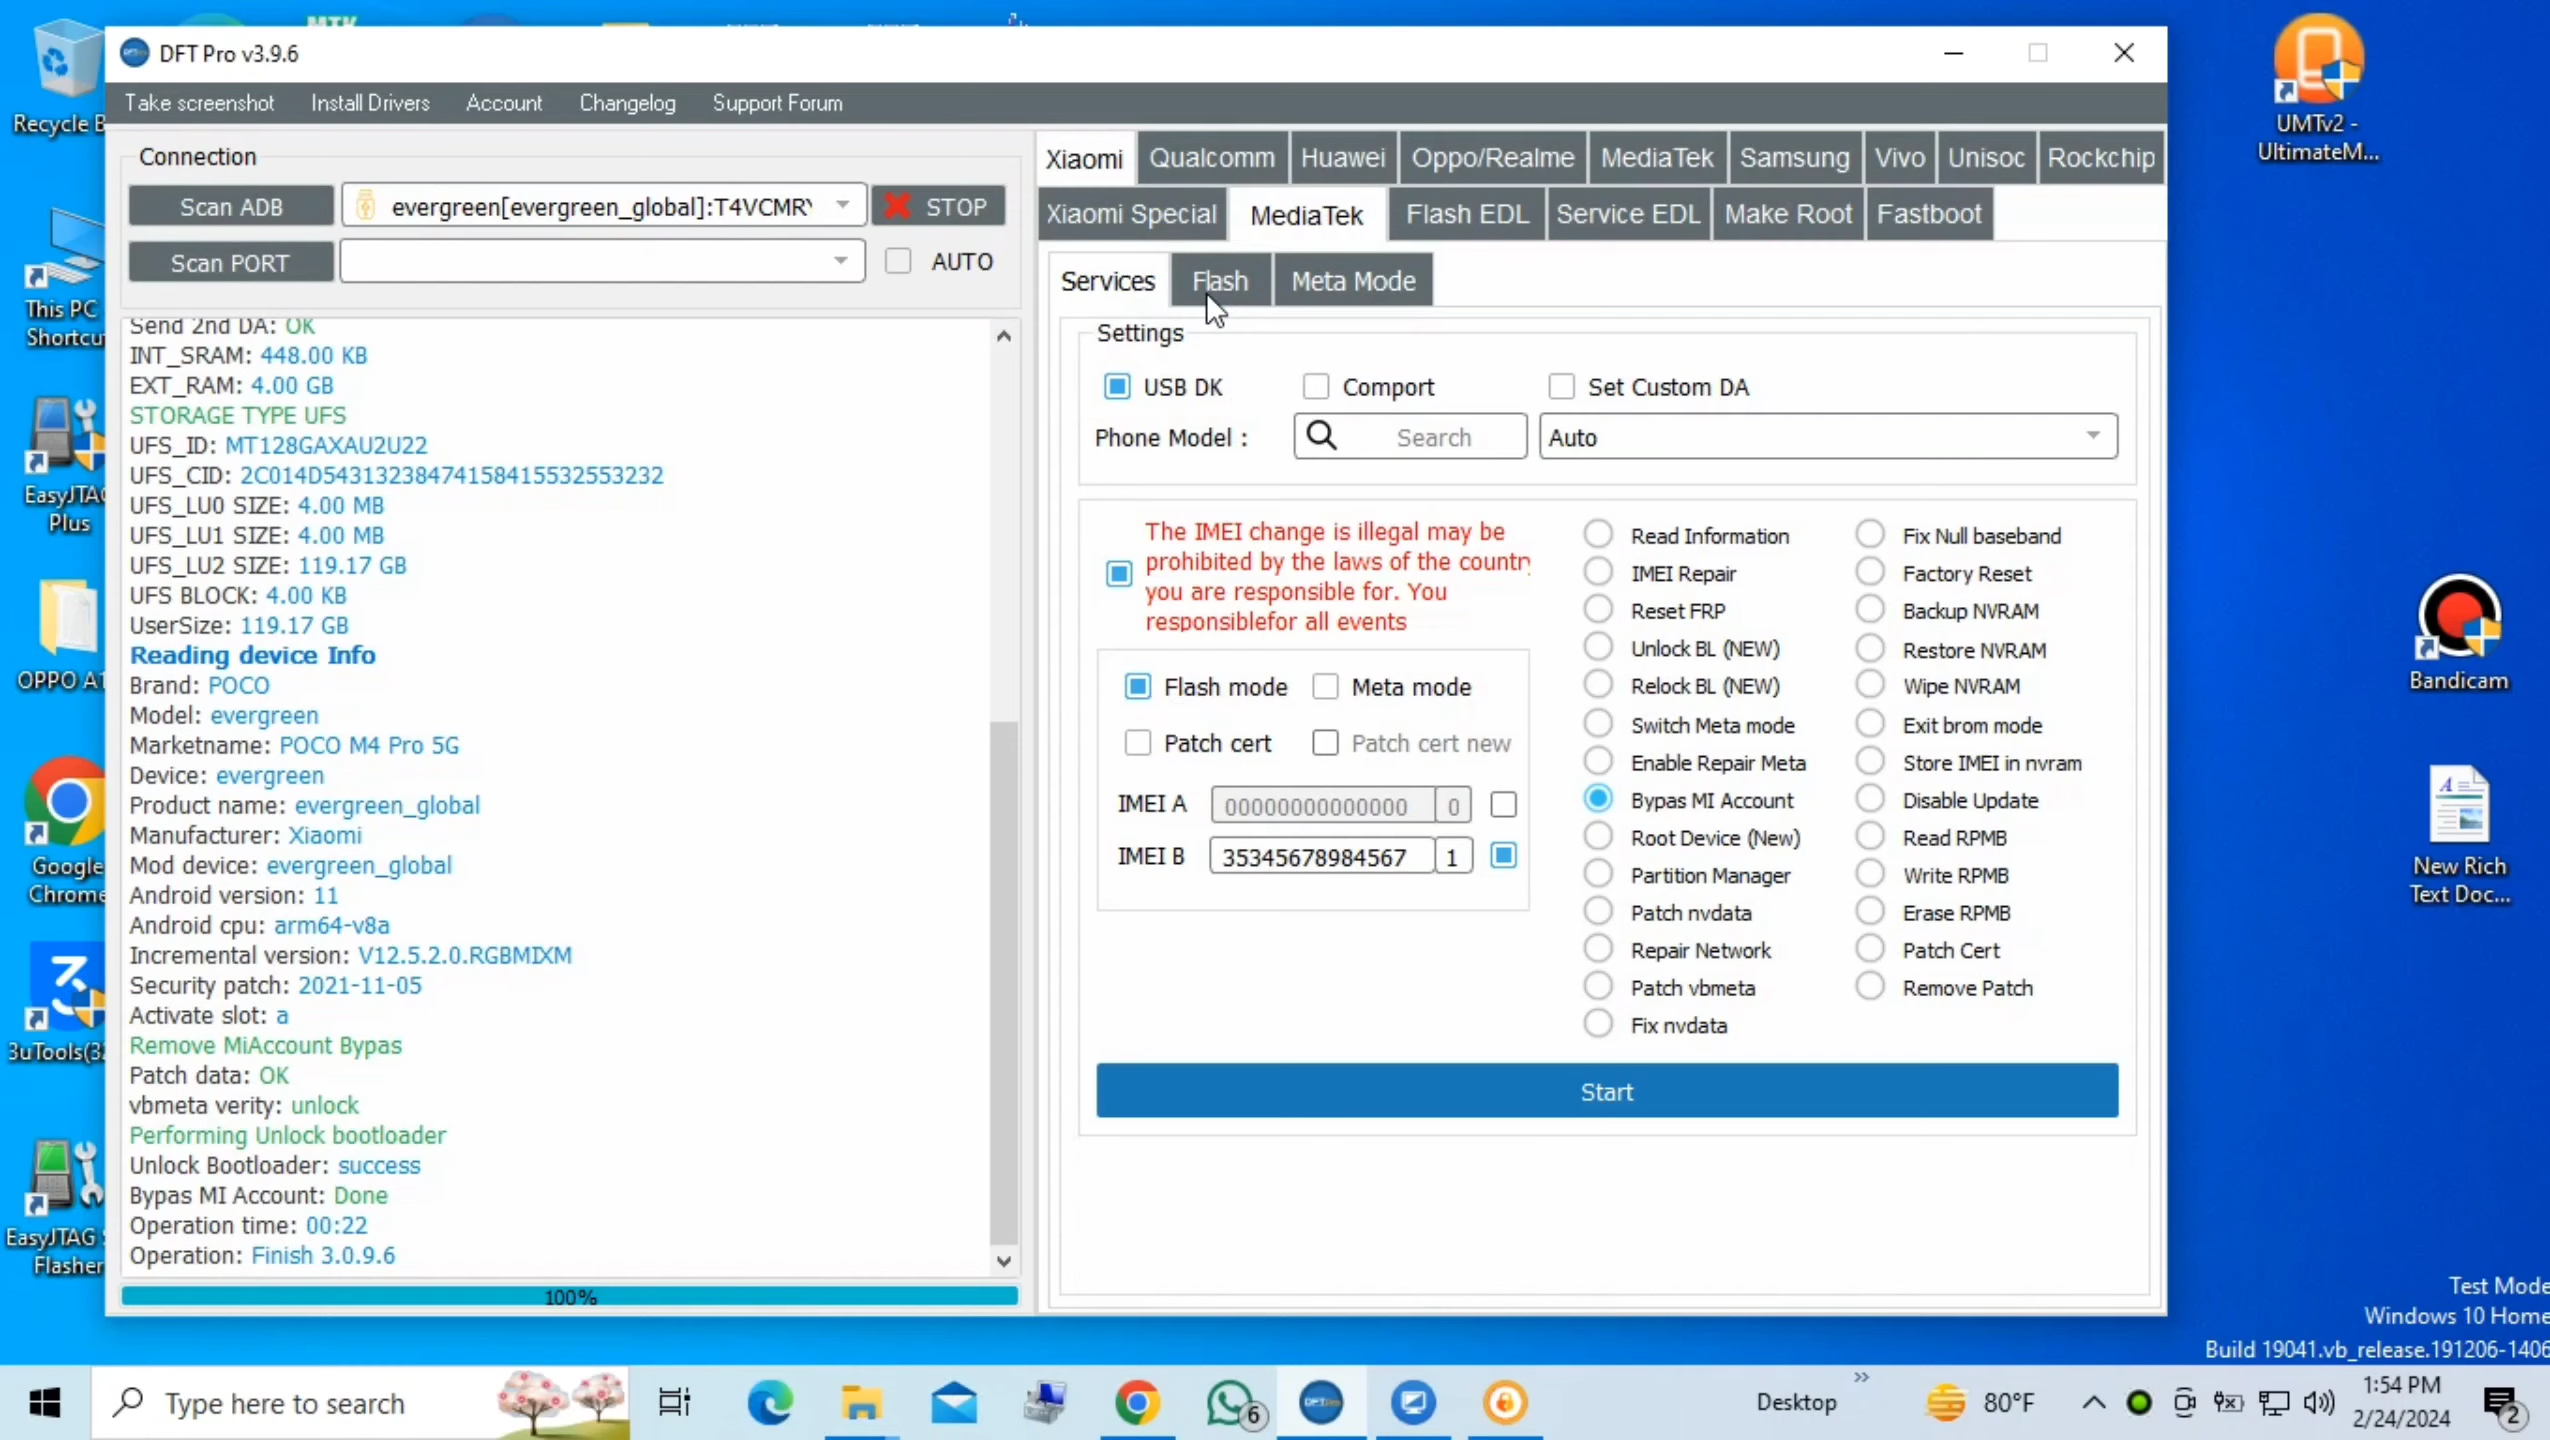 DFT Pro v3.9.6
Take screenshot
Install Drivers
Account
Changelog
Support Forum
Connection
Scan ADB
evergreen[evergreen_global]:T4VCMRY
STOP
Scan PORT
AUTO
Send 2nd DA: OK
INT_SRAM: 448.00 KB
EXT_RAM: 4.00 GB
STORAGE TYPE UFS
UFS_ID: MT128GAXAU2U22
UFS_CID: 2C014D543132384741584155322553232
UFS_LU0 SIZE: 4.00 MB
UFS_LU1 SIZE: 4.00 MB
UFS_LU2 SIZE: 119.17 GB
UFS BLOCK: 4.00 KB
UserSize: 119.17 GB
Reading device Info
Brand: POCO
Model: evergreen
Marketname: POCO M4 Pro 5G
Device: evergreen
Product name: evergreen_global
Manufacturer: Xiaomi
Mod device: evergreen_global
Android version: 11
Android cpu: arm64-v8a
Incremental version: V12.5.2.0.RGBMIXM
Security patch: 2021-11-05
Activate slot: a
Remove MiAccount Bypas
Patch data: OK
vbmeta verity: unlock
Performing Unlock bootloader
Unlock Bootloader: success
Bypas MI Account: Done
Operation time: 00:22
Operation: Finish 3.0.9.6
100%
Xiaomi
Qualcomm
Huawei
Oppo/Realme
MediaTek
Samsung
Vivo
Unisoc
Rockchip
Xiaomi Special
MediaTek
Flash EDL
Service EDL
Make Root
Fastboot
Services
Flash
Meta Mode
Settings
USB DK
Comport
Set Custom DA
Phone Model :
Search
Auto
The IMEI change is illegal may be
prohibited by the laws of the country
you are responsible for. You
responsiblefor all events
Flash mode
Meta mode
Patch cert
Patch cert new
IMEI A
00000000000000
0
IMEI B
35345678984567
1
Read Information
IMEI Repair
Reset FRP
Unlock BL (NEW)
Relock BL (NEW)
Switch Meta mode
Enable Repair Meta
Bypas MI Account
Root Device (New)
Partition Manager
Patch nvdata
Repair Network
Patch vbmeta
Fix nvdata
Fix Null baseband
Factory Reset
Backup NVRAM
Restore NVRAM
Wipe NVRAM
Exit brom mode
Store IMEI in nvram
Disable Update
Read RPMB
Write RPMB
Erase RPMB
Patch Cert
Remove Patch
Start
Recycle B
This PC
Shortcu
EasyJTAG
Plus
OPPO A1
Google
Chrome
3uTools(32
EasyJTAG S
Flasher
MTK
UMTv2 -
UltimateM...
Bandicam
New Rich
Text Doc...
Test Mode
Windows 10 Home
Build 19041.vb_release.191206-1406
Type here to search
6
Desktop
80°F
1:54 PM
2/24/2024
2